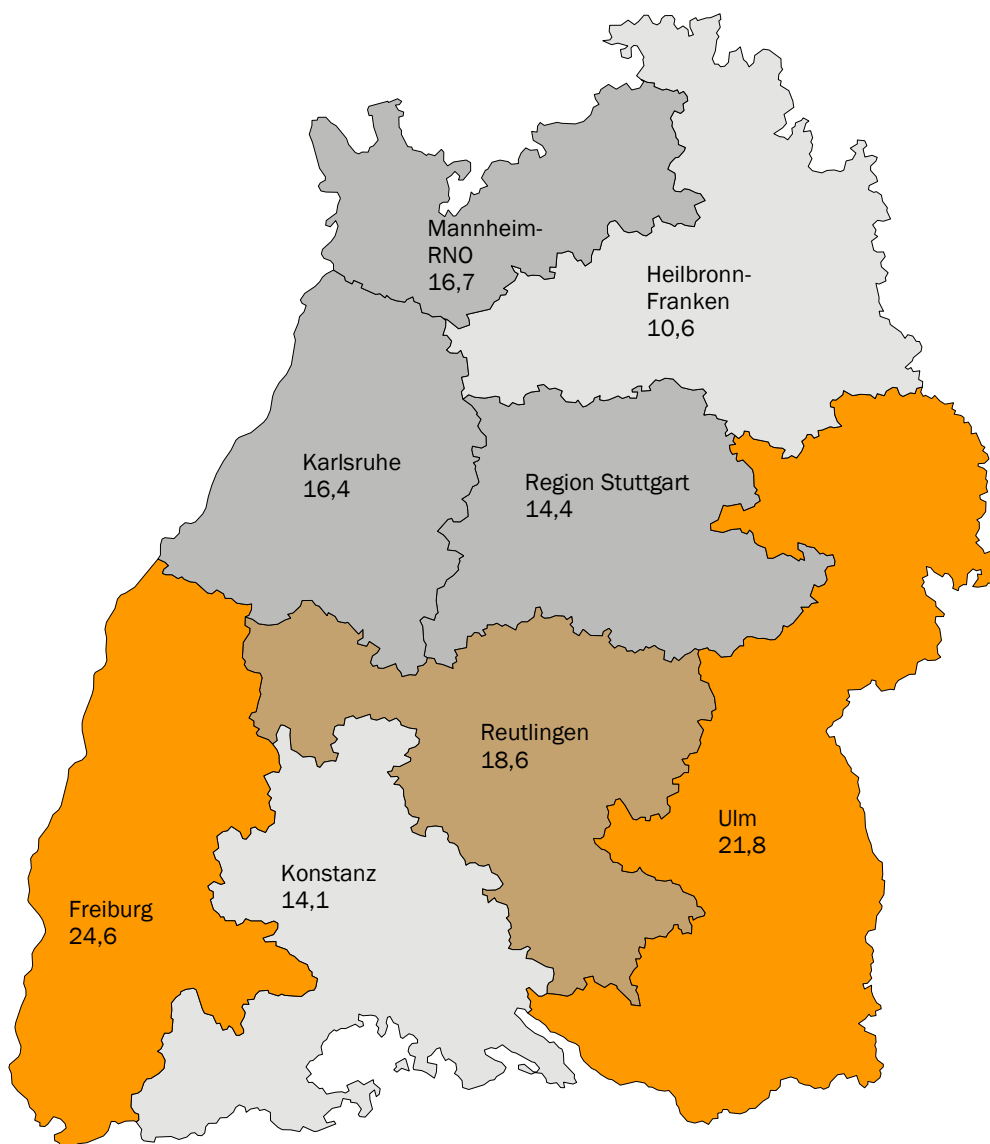 Mannheim-
RNO
16,7
Heilbronn-
Franken
10,6
Karlsruhe
16,4
Region Stuttgart
14,4
Reutlingen
18,6
Ulm
21,8
Konstanz
14,1
Freiburg
24,6